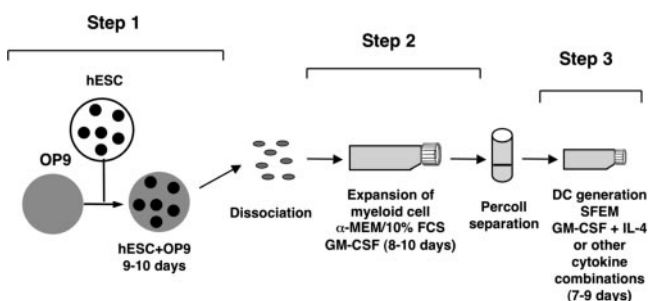 Step 1
Step 2
Step 3
hESC
OP9
hESC+OP9
9-10 days
Dissociation
Expansion of
myeloid cell
α-MEM/10% FCS
GM-CSF (8-10 days)
Percoll
separation
DC generation
SFEM
GM-CSF + IL-4
or other
cytokine
combinations
(7-9 days)